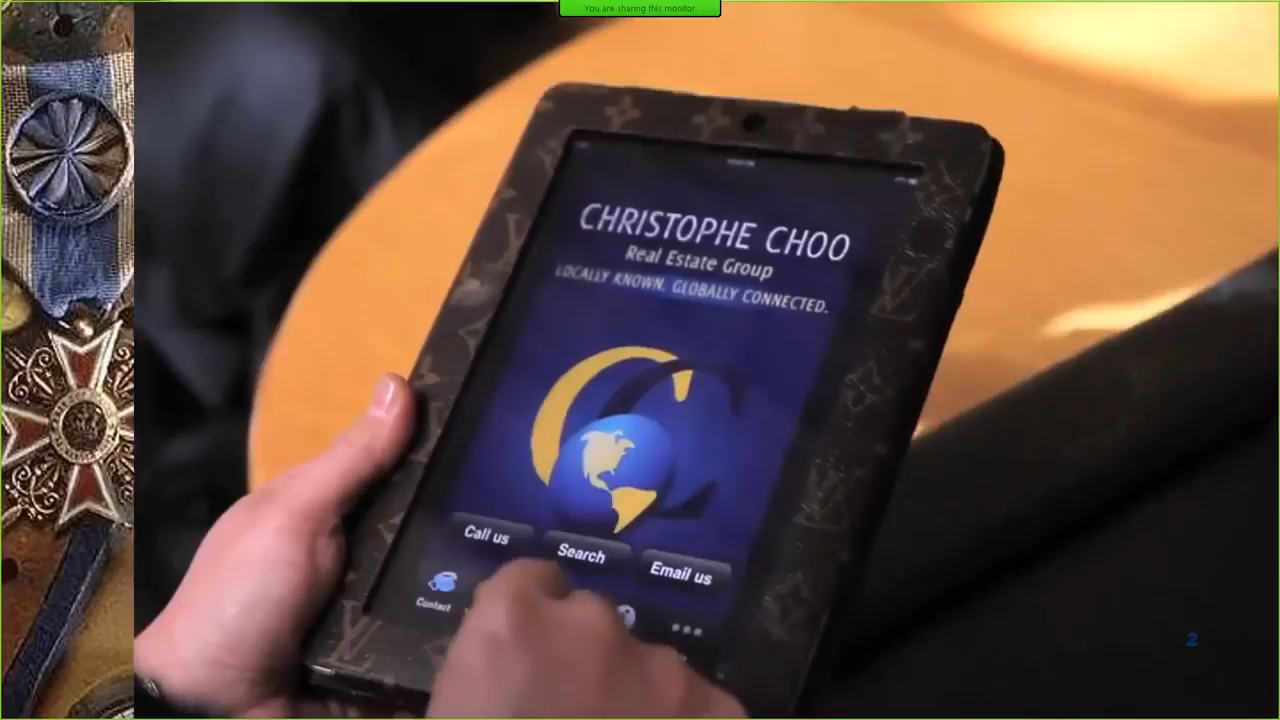 You are sharing this monitor.
CHRISTOPHE CHOO
Real Estate Group
LOCALLY KNOWN. GLOBALLY CONNECTED.
Call us
Search
Email us
Contact
2